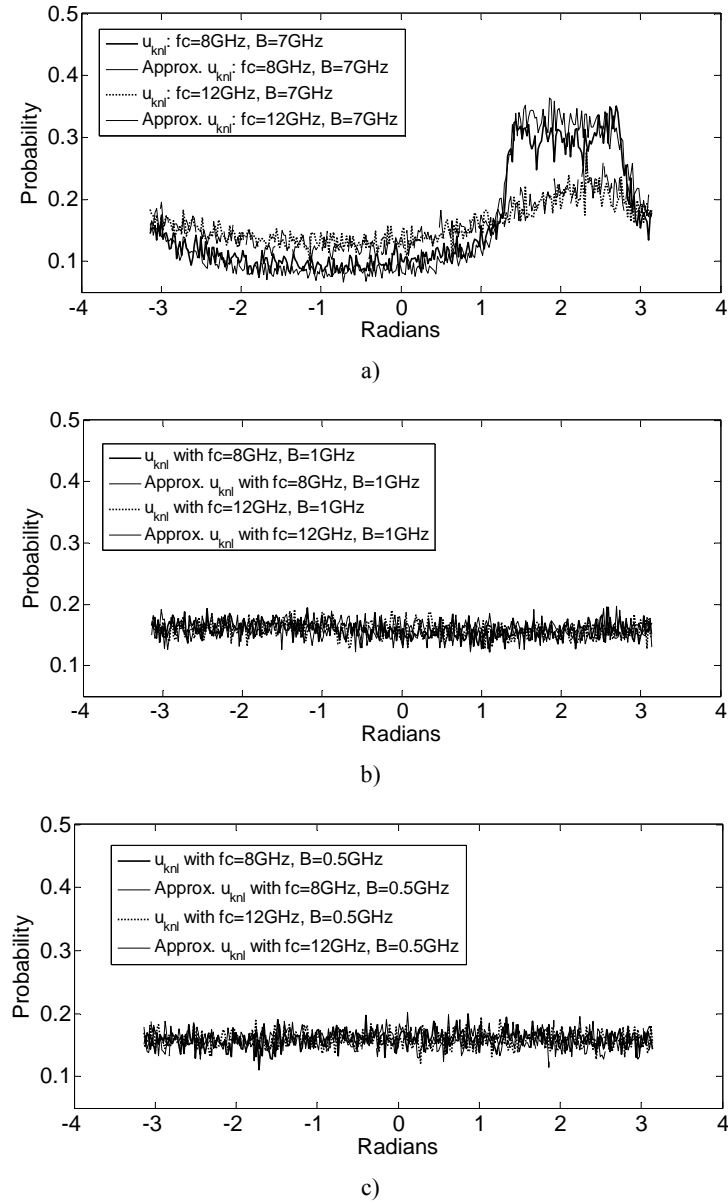 0.5
0.4
0.3
0.2
0.1
Probability
u_knl: fc=8GHz, B=7GHz
Approx. u_knl: fc=8GHz, B=7GHz
u_knl: fc=12GHz, B=7GHz
Approx. u_knl: fc=12GHz, B=7GHz
-4 -3 -2 -1 0 1 2 3 4
Radians
a)
0.5
0.4
0.3
0.2
0.1
Probability
u_knl with fc=8GHz, B=1GHz
Approx. u_knl with fc=8GHz, B=1GHz
u_knl with fc=12GHz, B=1GHz
Approx. u_knl with fc=12GHz, B=1GHz
-4 -3 -2 -1 0 1 2 3 4
Radians
b)
0.5
0.4
0.3
0.2
0.1
Probability
u_knl with fc=8GHz, B=0.5GHz
Approx. u_knl with fc=8GHz, B=0.5GHz
u_knl with fc=12GHz, B=0.5GHz
Approx. u_knl with fc=12GHz, B=0.5GHz
-4 -3 -2 -1 0 1 2 3 4
Radians
c)